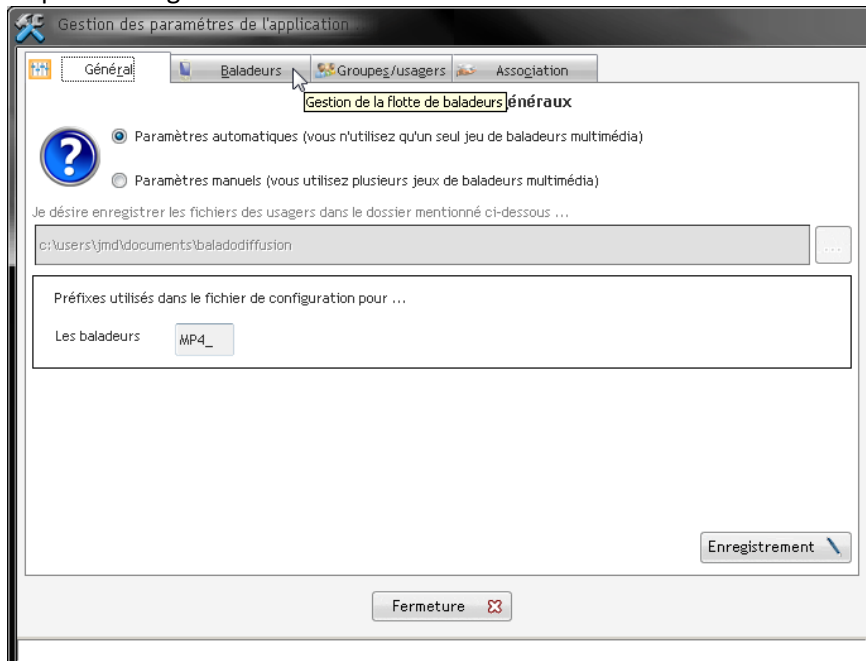 Gestion des paramétres de l'application ...
Général
Baladeurs
Groupes/usagers
Association
Gestion de la flotte de baladeurs
énéraux
Paramètres automatiques (vous n'utilisez qu'un seul jeu de baladeurs multimédia)
Paramètres manuels (vous utilisez plusieurs jeux de baladeurs multimédia)
Je désire enregistrer les fichiers des usagers dans le dossier mentionné ci-dessous ...
c:\users\jmd\documents\baladodiffusion
...
Préfixes utilisés dans le fichier de configuration pour ...
Les baladeurs
MP4_
Enregistrement
Fermeture